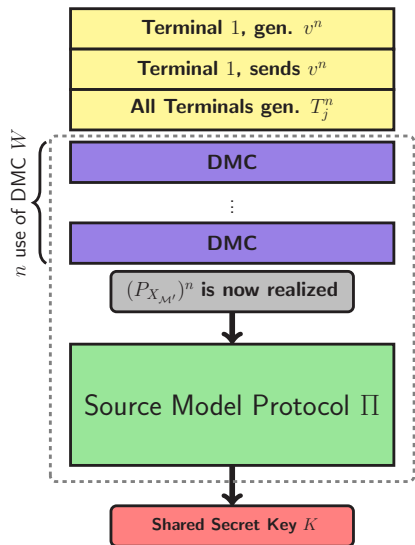 Terminal 1, gen. $v^n$
Terminal 1, sends $v^n$
All Terminals gen. $T_j^n$
n use of DMC W
DMC
⋮
DMC
$(P_{X_{\mathcal{M}'}})^n$ is now realized
Source Model Protocol Π
Shared Secret Key K